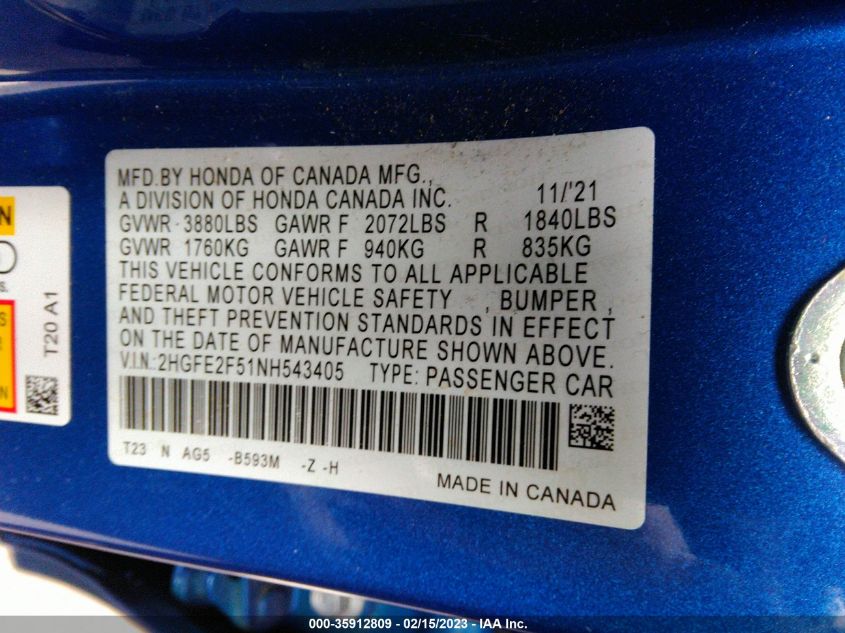 MFD.BY HONDA OF CANADA MFG.,
A DIVISION OF HONDA CANADA INC. 11/'21
GVWR 3880LBS GAWR F 2072LBS R 1840LBS
GVWR 1760KG GAWR F 940KG R 835KG
THIS VEHICLE CONFORMS TO ALL APPLICABLE
FEDERAL MOTOR VEHICLE SAFETY , BUMPER ,
AND THEFT PREVENTION STANDARDS IN EFFECT
ON THE DATE OF MANUFACTURE SHOWN ABOVE.
V.I.N.:2HGFE2F51NH543405 TYPE: PASSENGER CAR
T23 N AG5 -B593M -Z -H
MADE IN CANADA
T20 A1
000-35912809 - 02/15/2023 - IAA Inc.